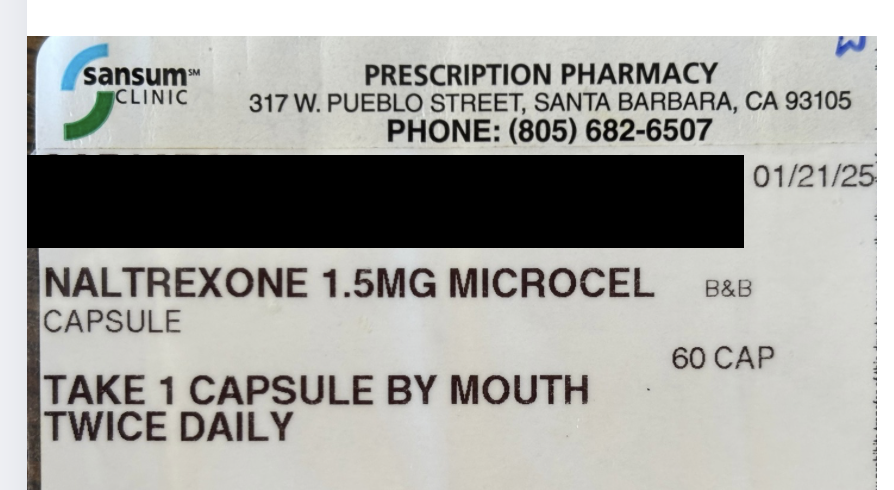 sansum℠
CLINIC
PRESCRIPTION PHARMACY
317 W. PUEBLO STREET, SANTA BARBARA, CA 93105
PHONE: (805) 682-6507
01/21/25
NALTREXONE 1.5MG MICROCEL B&B
CAPSULE
60 CAP
TAKE 1 CAPSULE BY MOUTH
TWICE DAILY